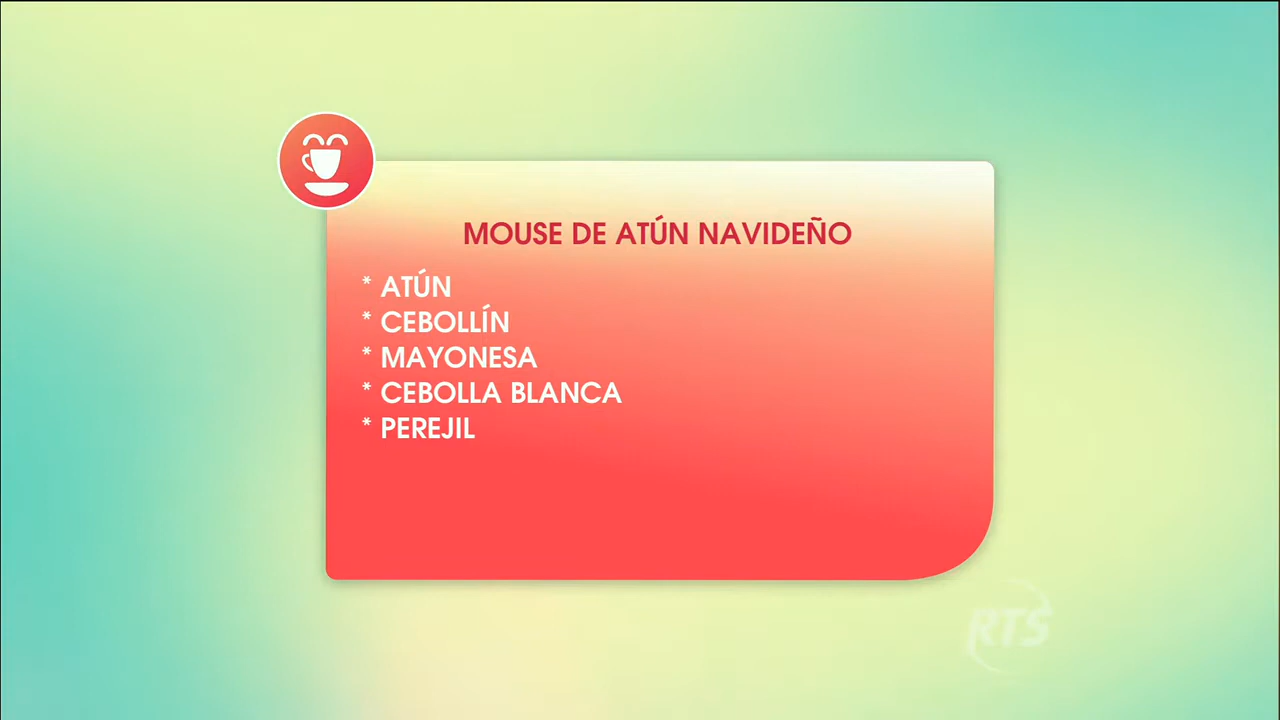 MOUSE DE ATÚN NAVIDEÑO
* ATÚN
* CEBOLLÍN
* MAYONESA
* CEBOLLA BLANCA
* PEREJIL
RTS